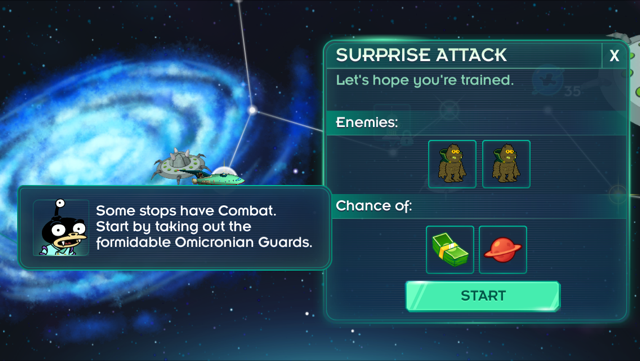 SURPRISE ATTACK
X
Let's hope you're trained.
35
Enemies:
Some stops have Combat.
Start by taking out the
formidable Omicronian Guards.
Chance of:
START